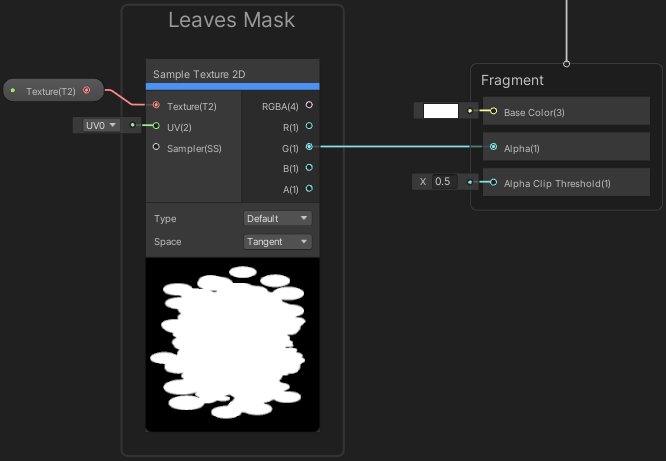 Leaves Mask
Sample Texture 2D
Texture(T2)
Texture(T2)
RGBA(4)
UV0
UV(2)
R(1)
Sampler(SS)
G(1)
B(1)
A(1)
Type
Default
Space
Tangent
Fragment
Base Color(3)
Alpha(1)
X 0.5
Alpha Clip Threshold(1)